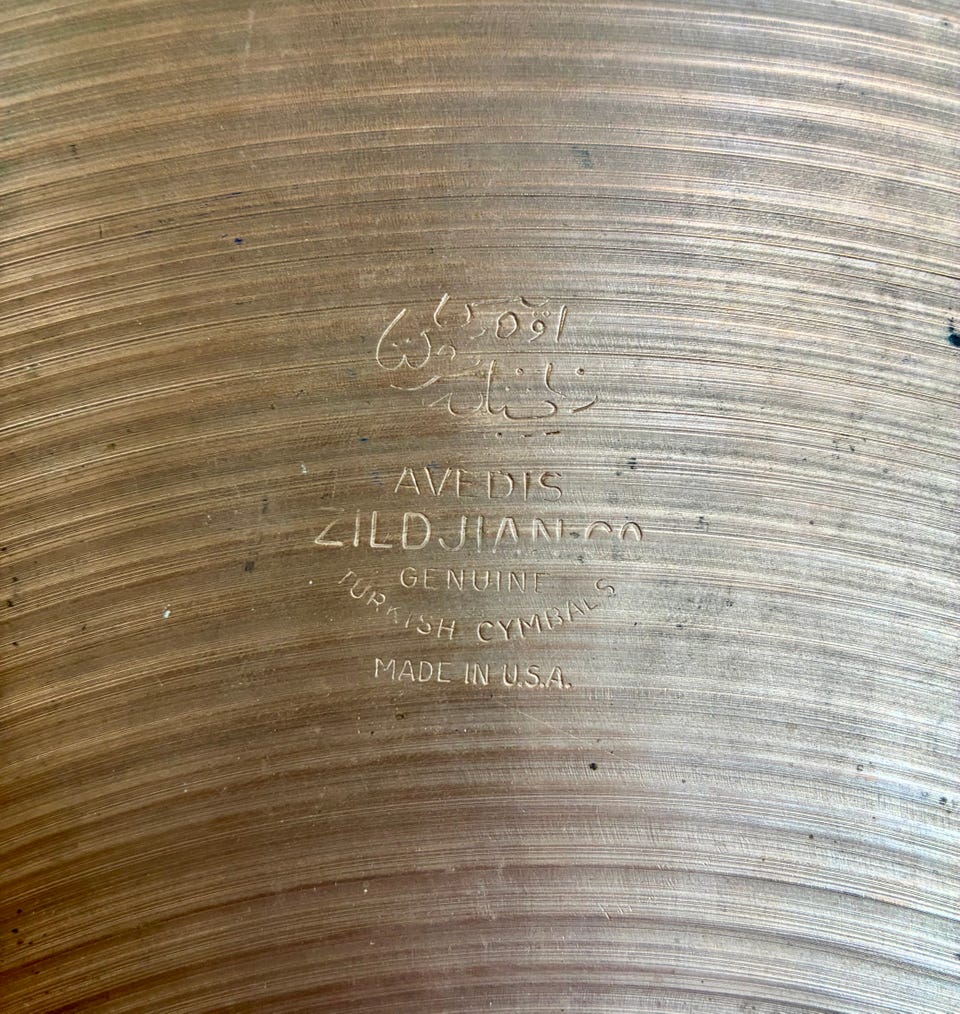 AVEDIS
ZILDJIAN CO
GENUINE
TURKISH CYMBALS
MADE IN U.S.A.